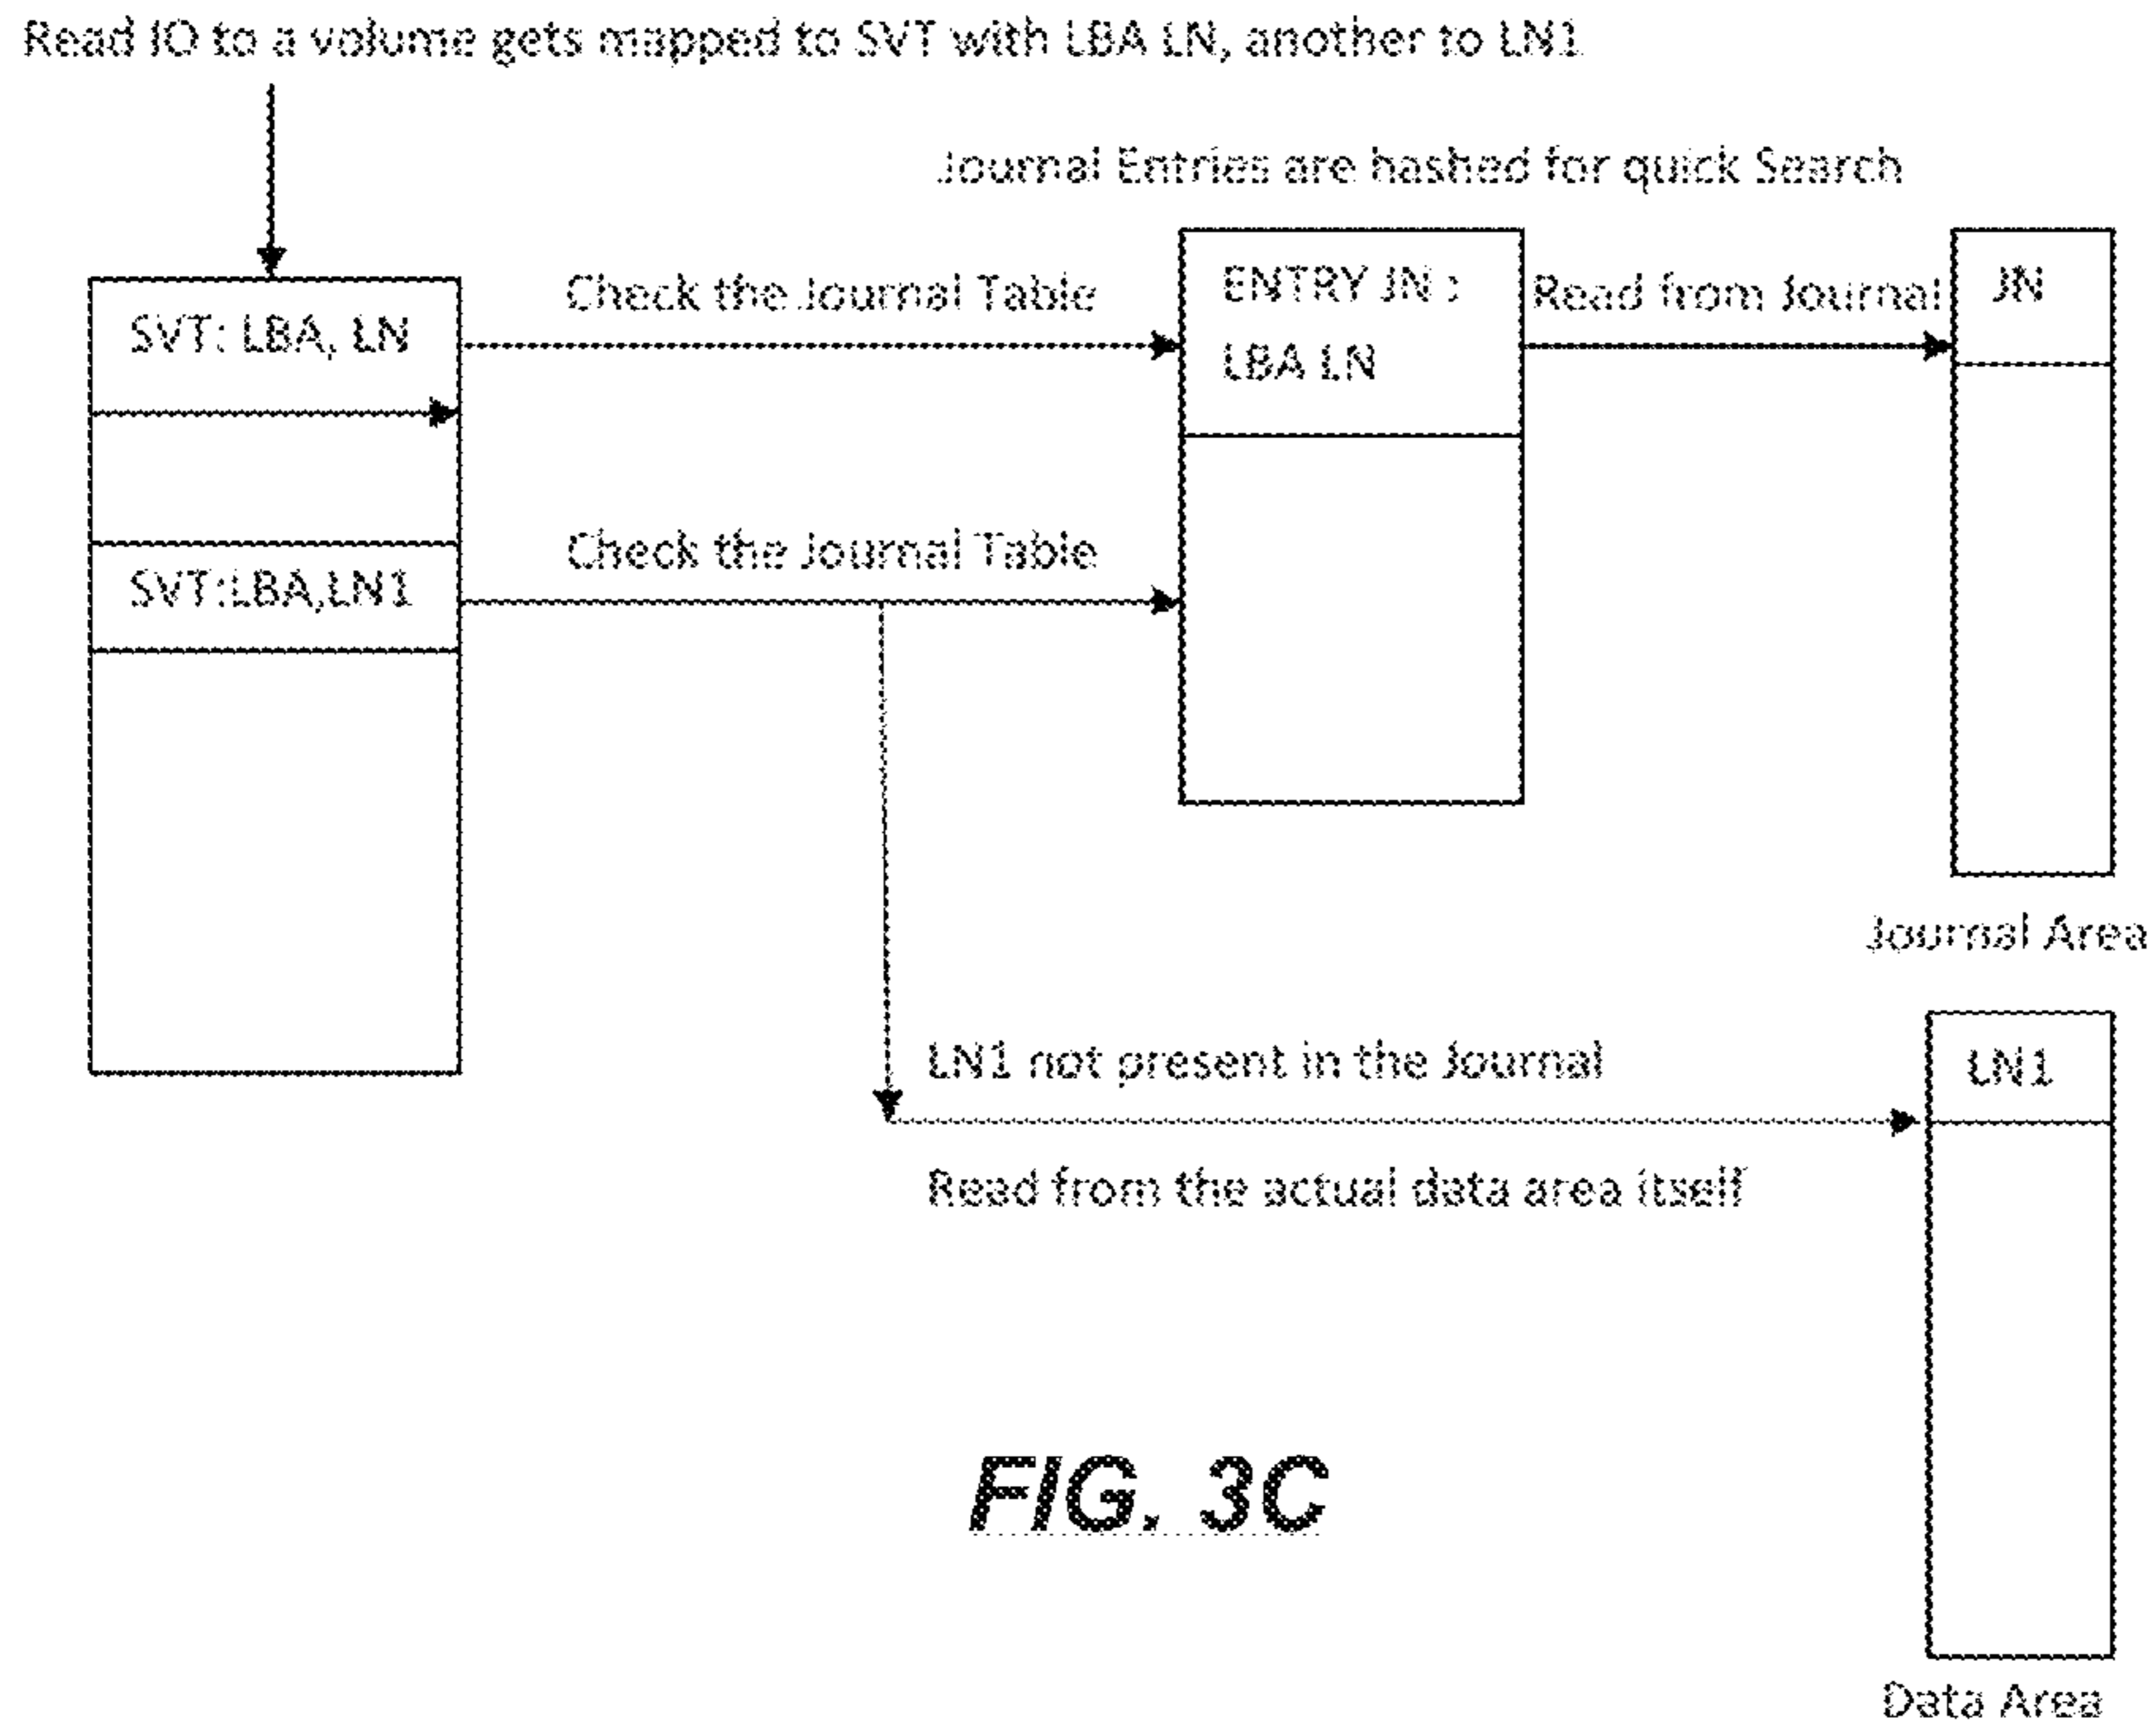 Read IO to a volume gets mapped to SVT with LBA LN, another to LN1
Journal Entries are hashed for quick Search
SVT: LBA, LN
Check the Journal Table
ENTRY JN :
LBA LN
Read from Journal
JN
Check the Journal Table
SVT:LBA,LN1
Journal Area
LN1 not present in the Journal
LN1
Read from the actual data area itself
FIG. 3C
Data Area